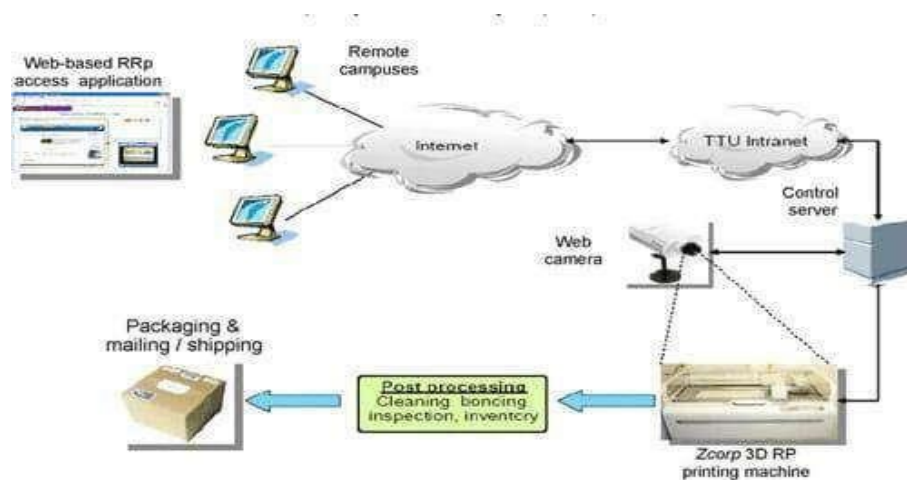 Web-based RRp
access application
Remote
campuses
Internet
TTU Intranet
Control
server
Web
camera
Packaging &
mailing / shipping
Post processing
Cleaning boncing
inspection, inventory
Zcorp 3D RP
printing machine